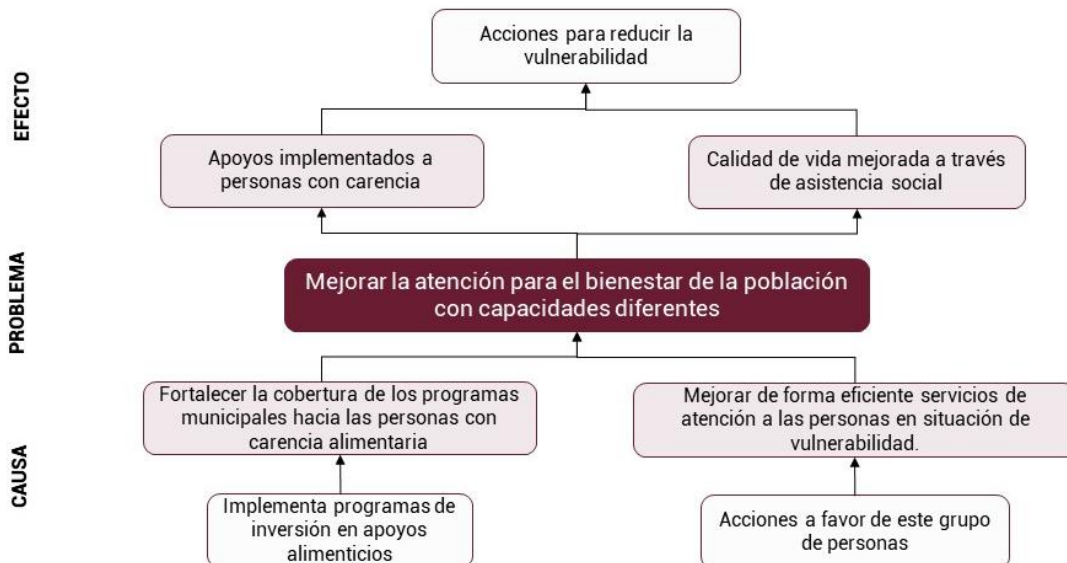 EFECTO
Acciones para reducir la
vulnerabilidad
Apoyos implementados a
personas con carencia
Calidad de vida mejorada a través
de asistencia social
PROBLEMA
Mejorar la atención para el bienestar de la población
con capacidades diferentes
CAUSA
Fortalecer la cobertura de los programas
municipales hacia las personas con
carencia alimentaria
Mejorar de forma eficiente servicios de
atención a las personas en situación de
vulnerabilidad.
Implementa programas de
inversión en apoyos
alimenticios
Acciones a favor de este grupo
de personas